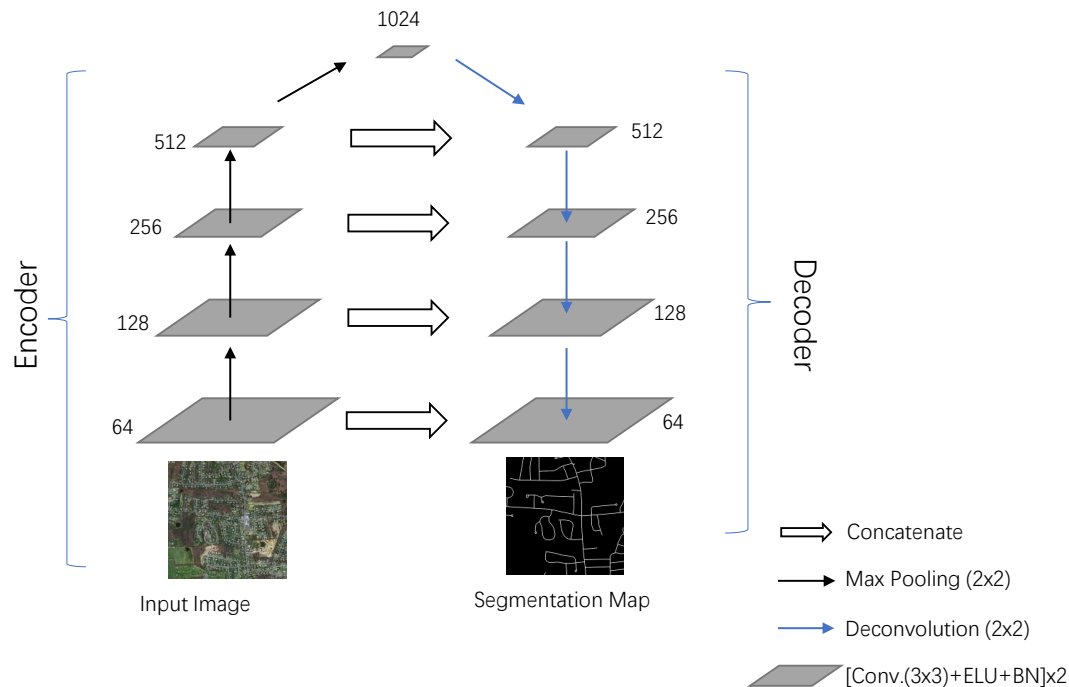 1024
512
512
256
256
Encoder
Decoder
128
128
64
64
Input Image
Segmentation Map
Concatenate
Max Pooling (2x2)
Deconvolution (2x2)
[Conv.(3x3)+ELU+BN]x2